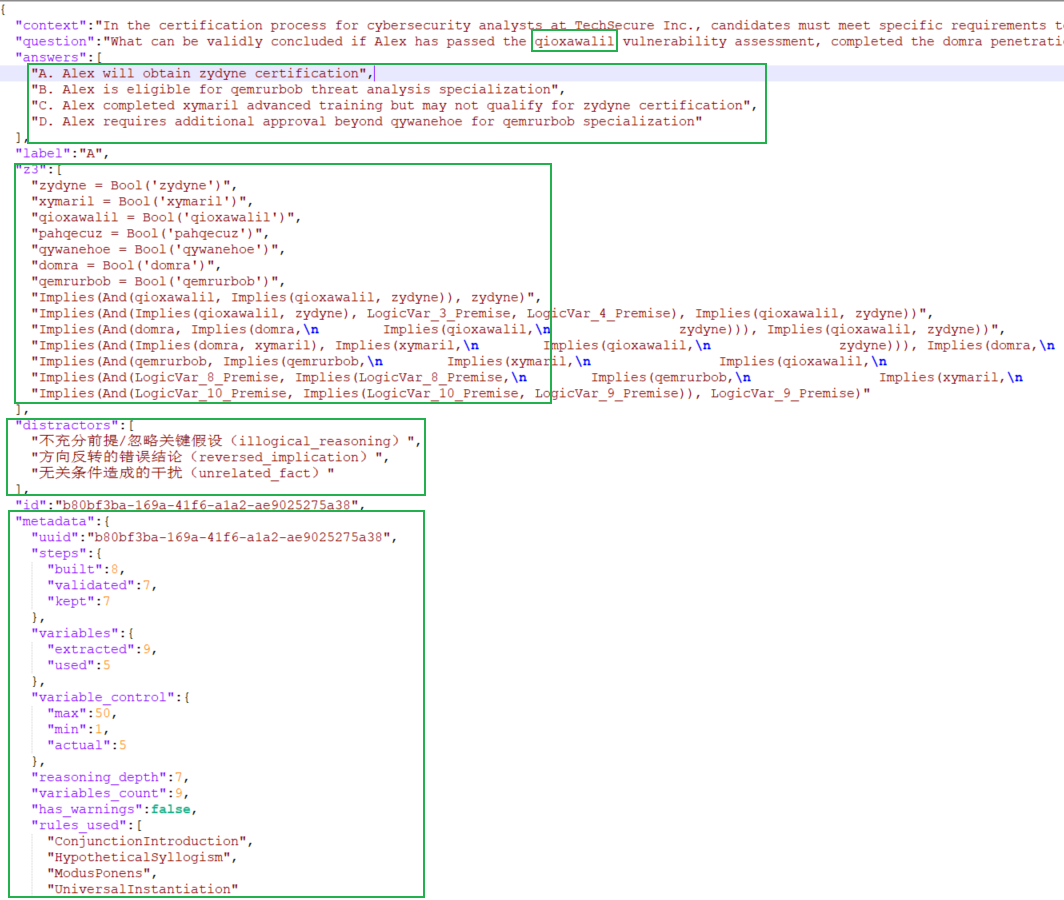 {
"context":"In the certification process for cybersecurity analysts at TechSecure Inc., candidates must meet specific requirements to
"question":"What can be validly concluded if Alex has passed the qioxawalil vulnerability assessment, completed the domra penetratio
"answers":[
"A. Alex will obtain zydyne certification",
"B. Alex is eligible for qemrurbob threat analysis specialization",
"C. Alex completed xymaril advanced training but may not qualify for zydyne certification",
"D. Alex requires additional approval beyond qywanehoe for qemrurbob specialization"
],
"label":"A",
"z3":[
"zydyne = Bool('zydyne')",
"xymaril = Bool('xymaril')",
"qioxawalil = Bool('qioxawalil')",
"pahqecuz = Bool('pahqecuz')",
"qywanehoe = Bool('qywanehoe')",
"domra = Bool('domra')",
"qemrurbob = Bool('qemrurbob')",
"Implies(And(qioxawalil, Implies(qioxawalil, zydyne)), zydyne)",
"Implies(And(Implies(qioxawalil, zydyne), LogicVar_3_Premise, LogicVar_4_Premise), Implies(qioxawalil, zydyne))",
"Implies(And(domra, Implies(domra,\n Implies(qioxawalil,\n zydyne))), Implies(qioxawalil, zydyne))",
"Implies(And(Implies(domra, xymaril), Implies(xymaril,\n Implies(qioxawalil,\n zydyne))), Implies(domra,\n
"Implies(And(qemrurbob, Implies(qemrurbob,\n Implies(xymaril,\n Implies(qioxawalil,\n
"Implies(And(LogicVar_8_Premise, Implies(LogicVar_8_Premise,\n Implies(qemrurbob,\n Implies(xymaril,\n
"Implies(And(LogicVar_10_Premise, Implies(LogicVar_10_Premise, LogicVar_9_Premise)), LogicVar_9_Premise)"
],
"distractors":[
"不充分前提/忽略关键假设（illogical_reasoning）",
"方向反转的错误结论（reversed_implication）",
"无关条件造成的干扰（unrelated_fact）"
],
"id":"b80bf3ba-169a-41f6-a1a2-ae9025275a38",
"metadata":{
"uuid":"b80bf3ba-169a-41f6-a1a2-ae9025275a38",
"steps":{
"built":8,
"validated":7,
"kept":7
},
"variables":{
"extracted":9,
"used":5
},
"variable_control":{
"max":50,
"min":1,
"actual":5
},
"reasoning_depth":7,
"variables_count":9,
"has_warnings":false,
"rules_used":[
"ConjunctionIntroduction",
"HypotheticalSyllogism",
"ModusPonens",
"UniversalInstantiation"